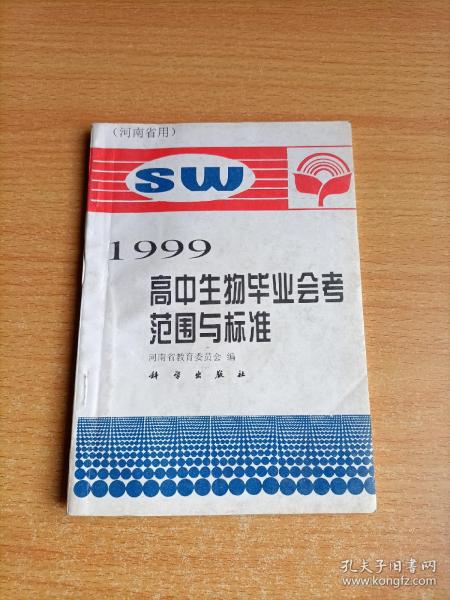 （河南省用）
SW
1999
高中生物毕业会考
范围与标准
河南省教育委员会 编
科学出版社
孔夫子旧书网
www.kongfz.com